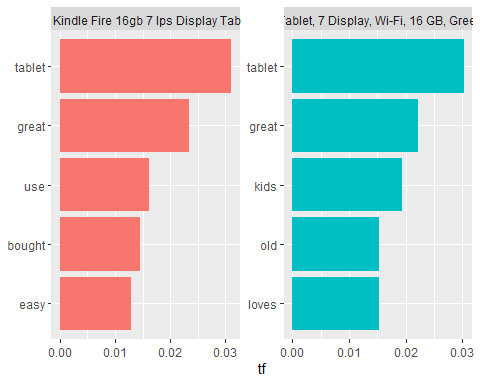 Kindle Fire 16gb 7 Ips Display Tab
ablet, 7 Display, Wi-Fi, 16 GB, Gree
tablet
great
use
bought
easy
0.00 0.01 0.02 0.03
tablet
great
kids
old
loves
0.00 0.01 0.02 0.03
tf